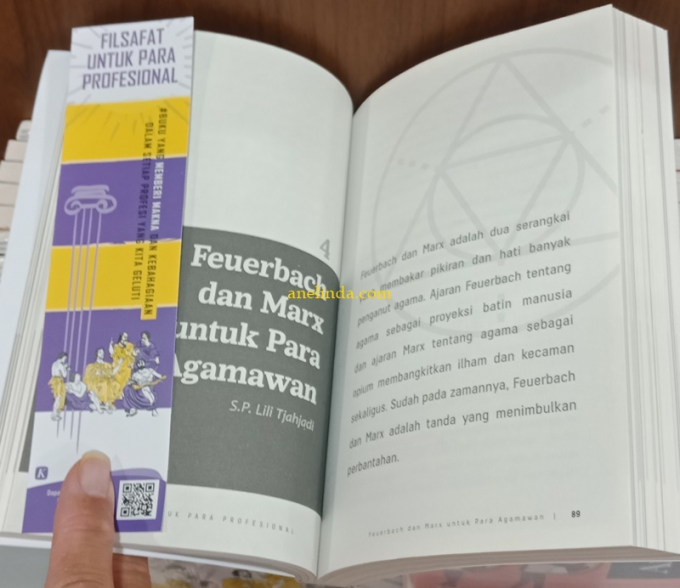 FILSAFAT
UNTUK PARA
PROFESIONAL
#BUKU YANG MEMBERI MAKNA DAN KEBAHAGIAAN
DALAM SETIAP PROFESI YANG KITA GELUTI
K
4
Feuerbach
dan Marx
untuk Para
Agamawan
S.P. Lili Tjahjadi
UK PARA PROFESIONAL
anelinda.com
Feuerbach dan Marx adalah dua serangkai
membakar pikiran dan hati banyak
penganut agama. Ajaran Feuerbach tentang
agama sebagai proyeksi batin manusia
dan ajaran Marx tentang agama sebagai
opium membangkitkan ilham dan kecaman
sekaligus. Sudah pada zamannya, Feuerbach
dan Marx adalah tanda yang menimbulkan
perbantahan.
Feuerbach dan Marx untuk Para Agamawan | 89